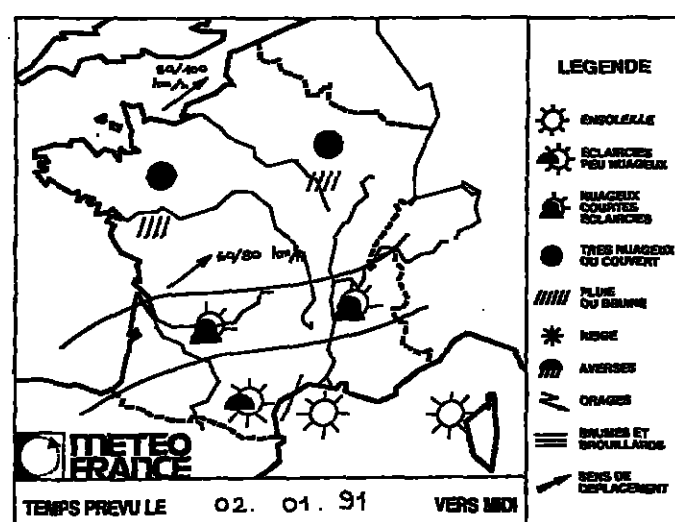 80/100
km/h
60/80 km/h
METEO
FRANCE
TEMPS PREVU LE 02. 01. 91 VERS MIDI
LEGENDE
ENSOLEILLE
ECLAIRCIES
PEU NUAGEUX
NUAGEUX
COURTES
ECLAIRCIES
TRES NUAGEUX
OU COUVERT
PLUIE
OU BRUINE
NEIGE
AVERSES
ORAGES
BRUMES ET
BROUILLARDS
SENS DE
DEPLACEMENT